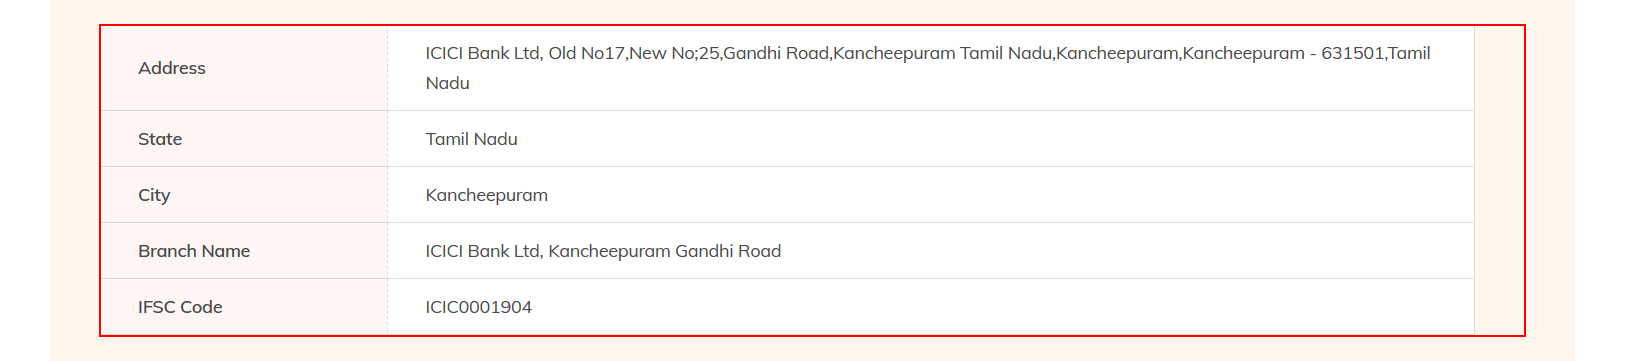 Address
ICICI Bank Ltd, Old No17,New No;25,Gandhi Road,Kancheepuram Tamil Nadu,Kancheepuram,Kancheepuram - 631501,Tamil
Nadu
State
Tamil Nadu
City
Kancheepuram
Branch Name
ICICI Bank Ltd, Kancheepuram Gandhi Road
IFSC Code
ICIC0001904